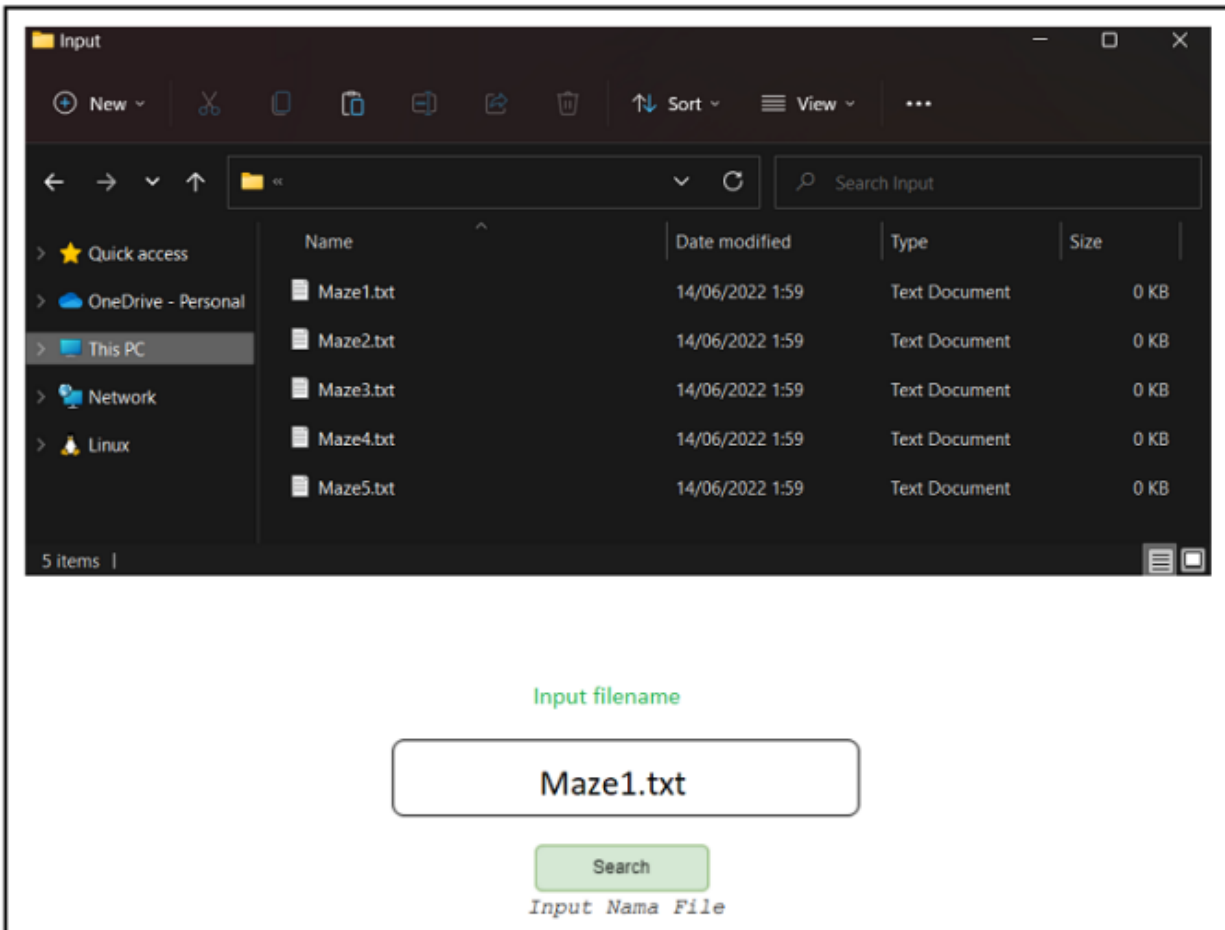 Input
New
Sort
View
«
Search Input
Quick access
OneDrive - Personal
This PC
Network
Linux
Name Date modified Type Size
Maze1.txt 14/06/2022 1:59 Text Document 0 KB
Maze2.txt 14/06/2022 1:59 Text Document 0 KB
Maze3.txt 14/06/2022 1:59 Text Document 0 KB
Maze4.txt 14/06/2022 1:59 Text Document 0 KB
Maze5.txt 14/06/2022 1:59 Text Document 0 KB
5 items
Input filename
Maze1.txt
Search
Input Nama File